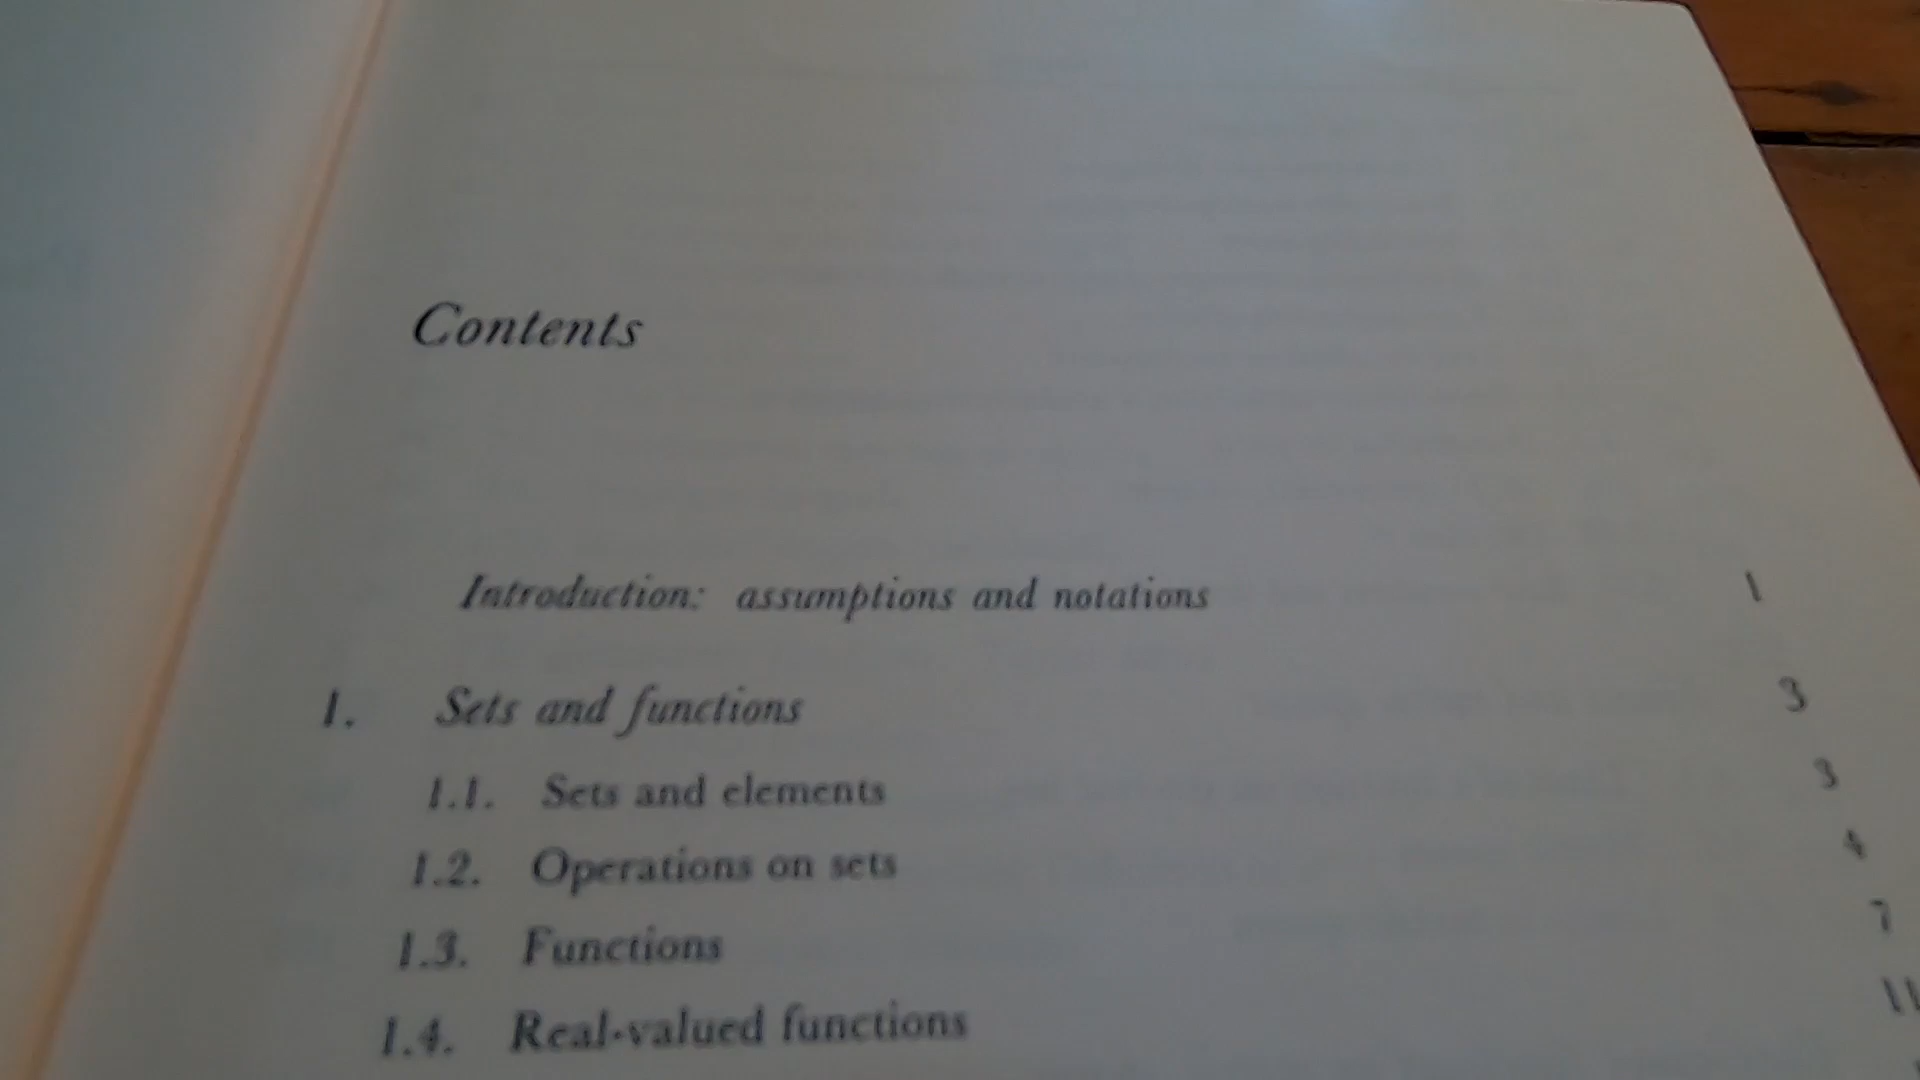 Contents
Introduction: assumptions and notations 1
1. Sets and functions 3
1.1. Sets and elements 3
1.2. Operations on sets 4
1.3. Functions 7
1.4. Real-valued functions 11